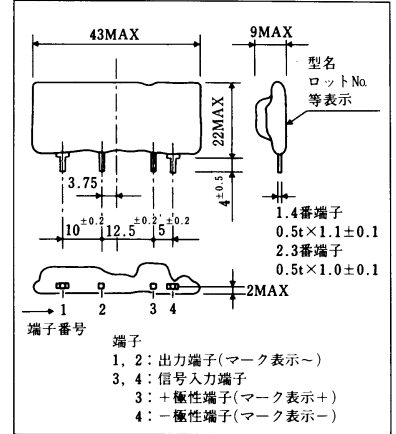 43MAX
9MAX
型名
ロットNo.
等表示
22MAX
4±0.5
3.75
10±0.2
12.5±0.2
5±0.2
1.4番端子
0.5t×1.1±0.1
2.3番端子
0.5t×1.0±0.1
2MAX
1 2 3 4
端子番号
端子
1, 2：出力端子(マーク表示～)
3, 4：信号入力端子
3：＋極性端子(マーク表示＋)
4：－極性端子(マーク表示－)